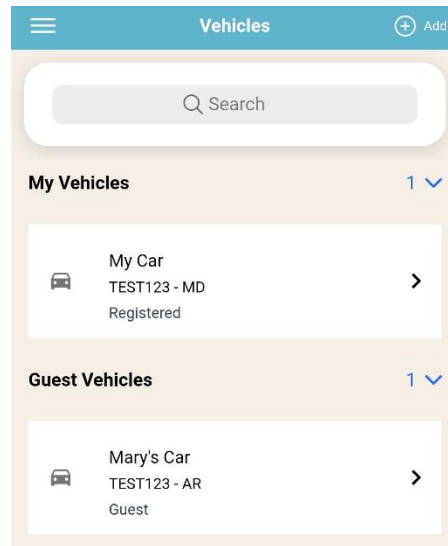 Vehicles
Add
Search
My Vehicles 1
My Car
TEST123 - MD
Registered
Guest Vehicles 1
Mary's Car
TEST123 - AR
Guest